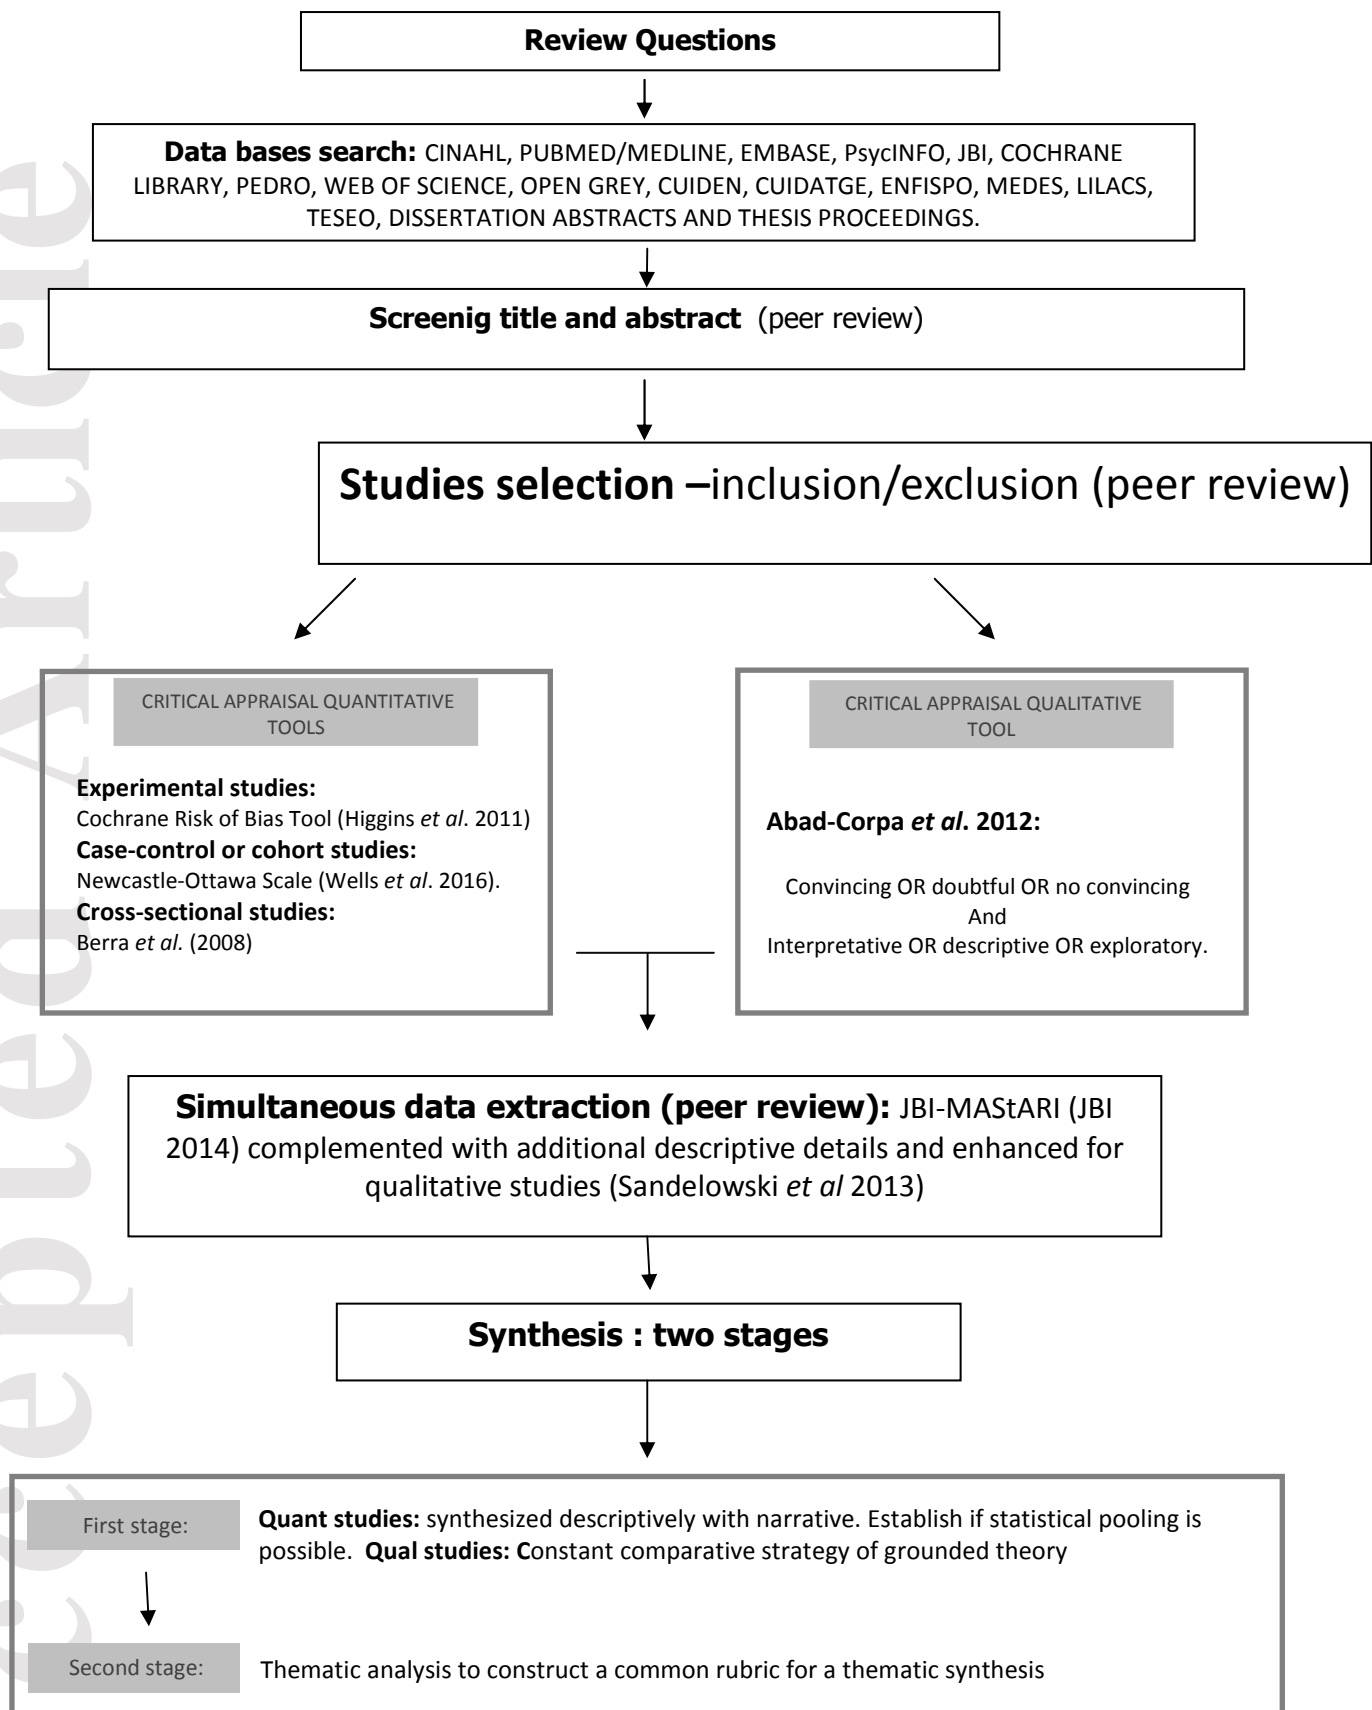 Review Questions
Data bases search: CINAHL, PUBMED/MEDLINE, EMBASE, PsycINFO, JBI, COCHRANE
LIBRARY, PEDRO, WEB OF SCIENCE, OPEN GREY, CUIDEN, CUIDATGE, ENFISPO, MEDES, LILACS,
TESEO, DISSERTATION ABSTRACTS AND THESIS PROCEEDINGS.
Screenig title and abstract (peer review)
Studies selection –inclusion/exclusion (peer review)
CRITICAL APPRAISAL QUANTITATIVE
TOOLS
Experimental studies:
Cochrane Risk of Bias Tool (Higgins et al. 2011)
Case-control or cohort studies:
Newcastle-Ottawa Scale (Wells et al. 2016).
Cross-sectional studies:
Berra et al. (2008)
CRITICAL APPRAISAL QUALITATIVE
TOOL
Abad-Corpa et al. 2012:
Convincing OR doubtful OR no convincing
And
Interpretative OR descriptive OR exploratory.
Simultaneous data extraction (peer review): JBI-MAStARI (JBI
2014) complemented with additional descriptive details and enhanced for
qualitative studies (Sandelowski et al 2013)
Synthesis : two stages
First stage:
Quant studies: synthesized descriptively with narrative. Establish if statistical pooling is
possible. Qual studies: Constant comparative strategy of grounded theory
Second stage:
Thematic analysis to construct a common rubric for a thematic synthesis